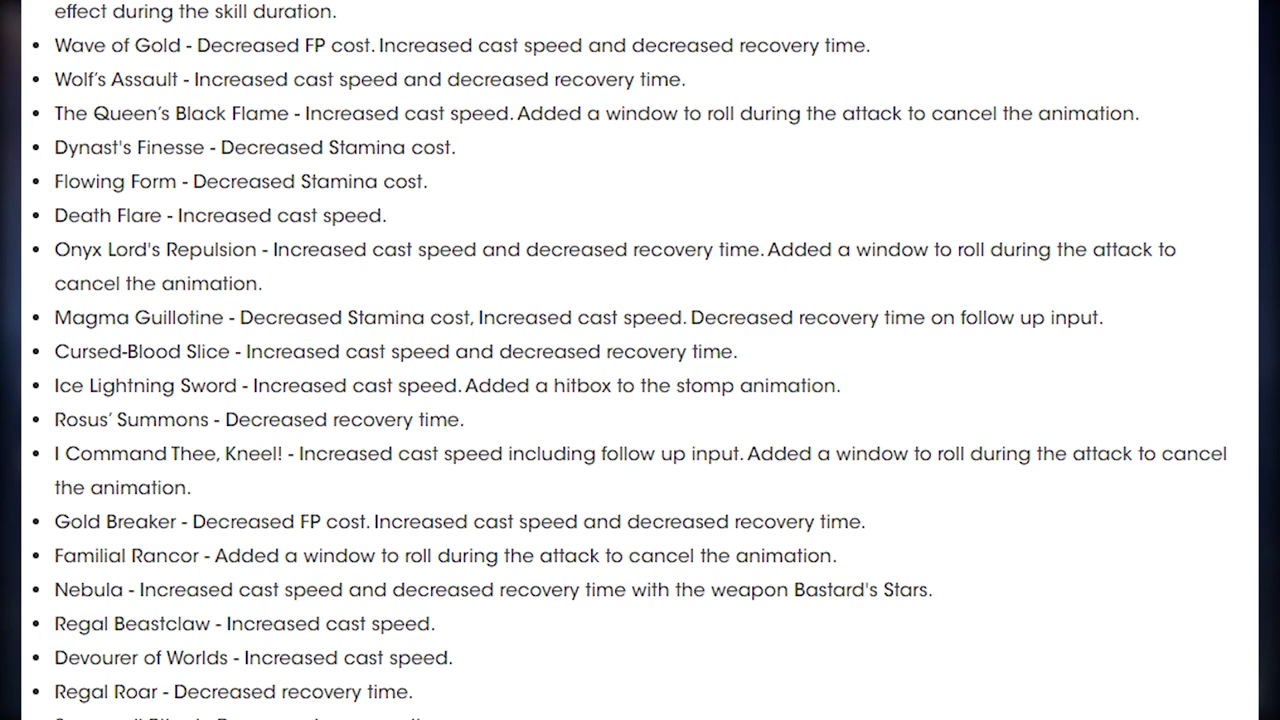 effect during the skill duration.
• Wave of Gold - Decreased FP cost. Increased cast speed and decreased recovery time.
• Wolf's Assault - Increased cast speed and decreased recovery time.
• The Queen's Black Flame - Increased cast speed. Added a window to roll during the attack to cancel the animation.
• Dynast's Finesse - Decreased Stamina cost.
• Flowing Form - Decreased Stamina cost.
• Death Flare - Increased cast speed.
• Onyx Lord's Repulsion - Increased cast speed and decreased recovery time. Added a window to roll during the attack to
cancel the animation.
• Magma Guillotine - Decreased Stamina cost, Increased cast speed. Decreased recovery time on follow up input.
• Cursed-Blood Slice - Increased cast speed and decreased recovery time.
• Ice Lightning Sword - Increased cast speed. Added a hitbox to the stomp animation.
• Rosus' Summons - Decreased recovery time.
• I Command Thee, Kneel! - Increased cast speed including follow up input. Added a window to roll during the attack to cancel
the animation.
• Gold Breaker - Decreased FP cost. Increased cast speed and decreased recovery time.
• Familial Rancor - Added a window to roll during the attack to cancel the animation.
• Nebula - Increased cast speed and decreased recovery time with the weapon Bastard's Stars.
• Regal Beastclaw - Increased cast speed.
• Devourer of Worlds - Increased cast speed.
• Regal Roar - Decreased recovery time.